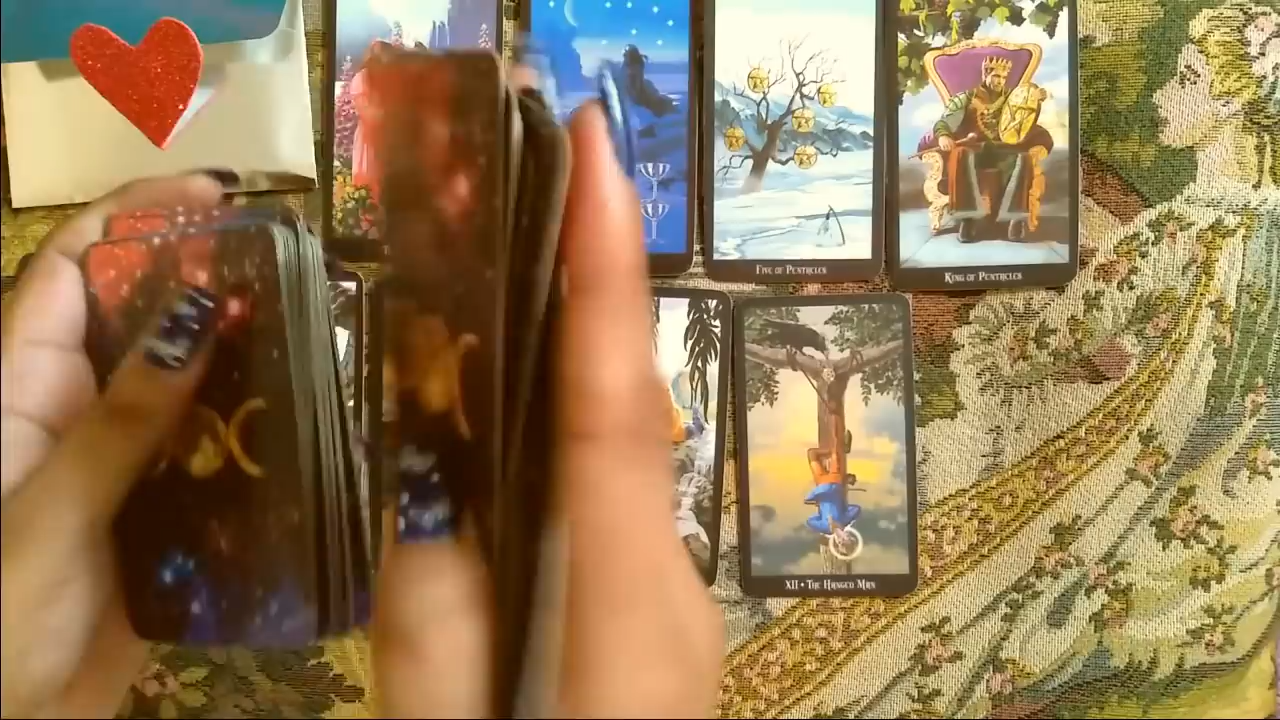 Five of Pentacles
King of Pentacles
XII • The Hanged Man